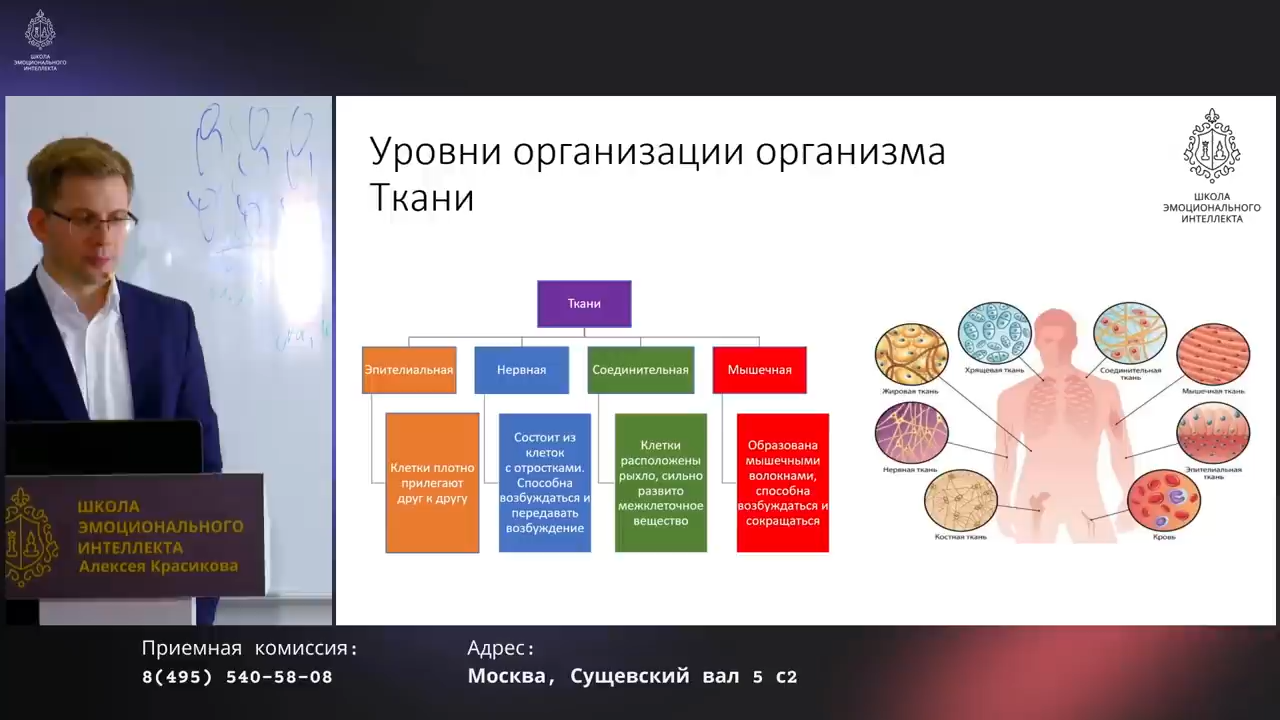 ШКОЛА
ЭМОЦИОНАЛЬНОГО
ИНТЕЛЛЕКТА
Уровни организации организма
Ткани
ШКОЛА
ЭМОЦИОНАЛЬНОГО
ИНТЕЛЛЕКТА
Ткани
Эпителиальная
Нервная
Соединительная
Мышечная
Клетки плотно
прилегают
друг к другу
Состоит из
клеток
с отростками.
Способна
возбуждаться и
передавать
возбуждение
Клетки
расположены
рыхло, сильно
развито
межклеточное
вещество
Образована
мышечными
волокнами,
способна
возбуждаться и
сокращаться
Хрящевая ткань
Соединительная
ткань
Жировая ткань
Мышечная ткань
Нервная ткань
Эпителиальная
ткань
Костная ткань
Кровь
ШКОЛА
ЭМОЦИОНАЛЬНОГО
ИНТЕЛЛЕКТА
Алексея Красикова
Приемная комиссия:
8(495) 540-58-08
Адрес:
Москва, Сущевский вал 5 с2